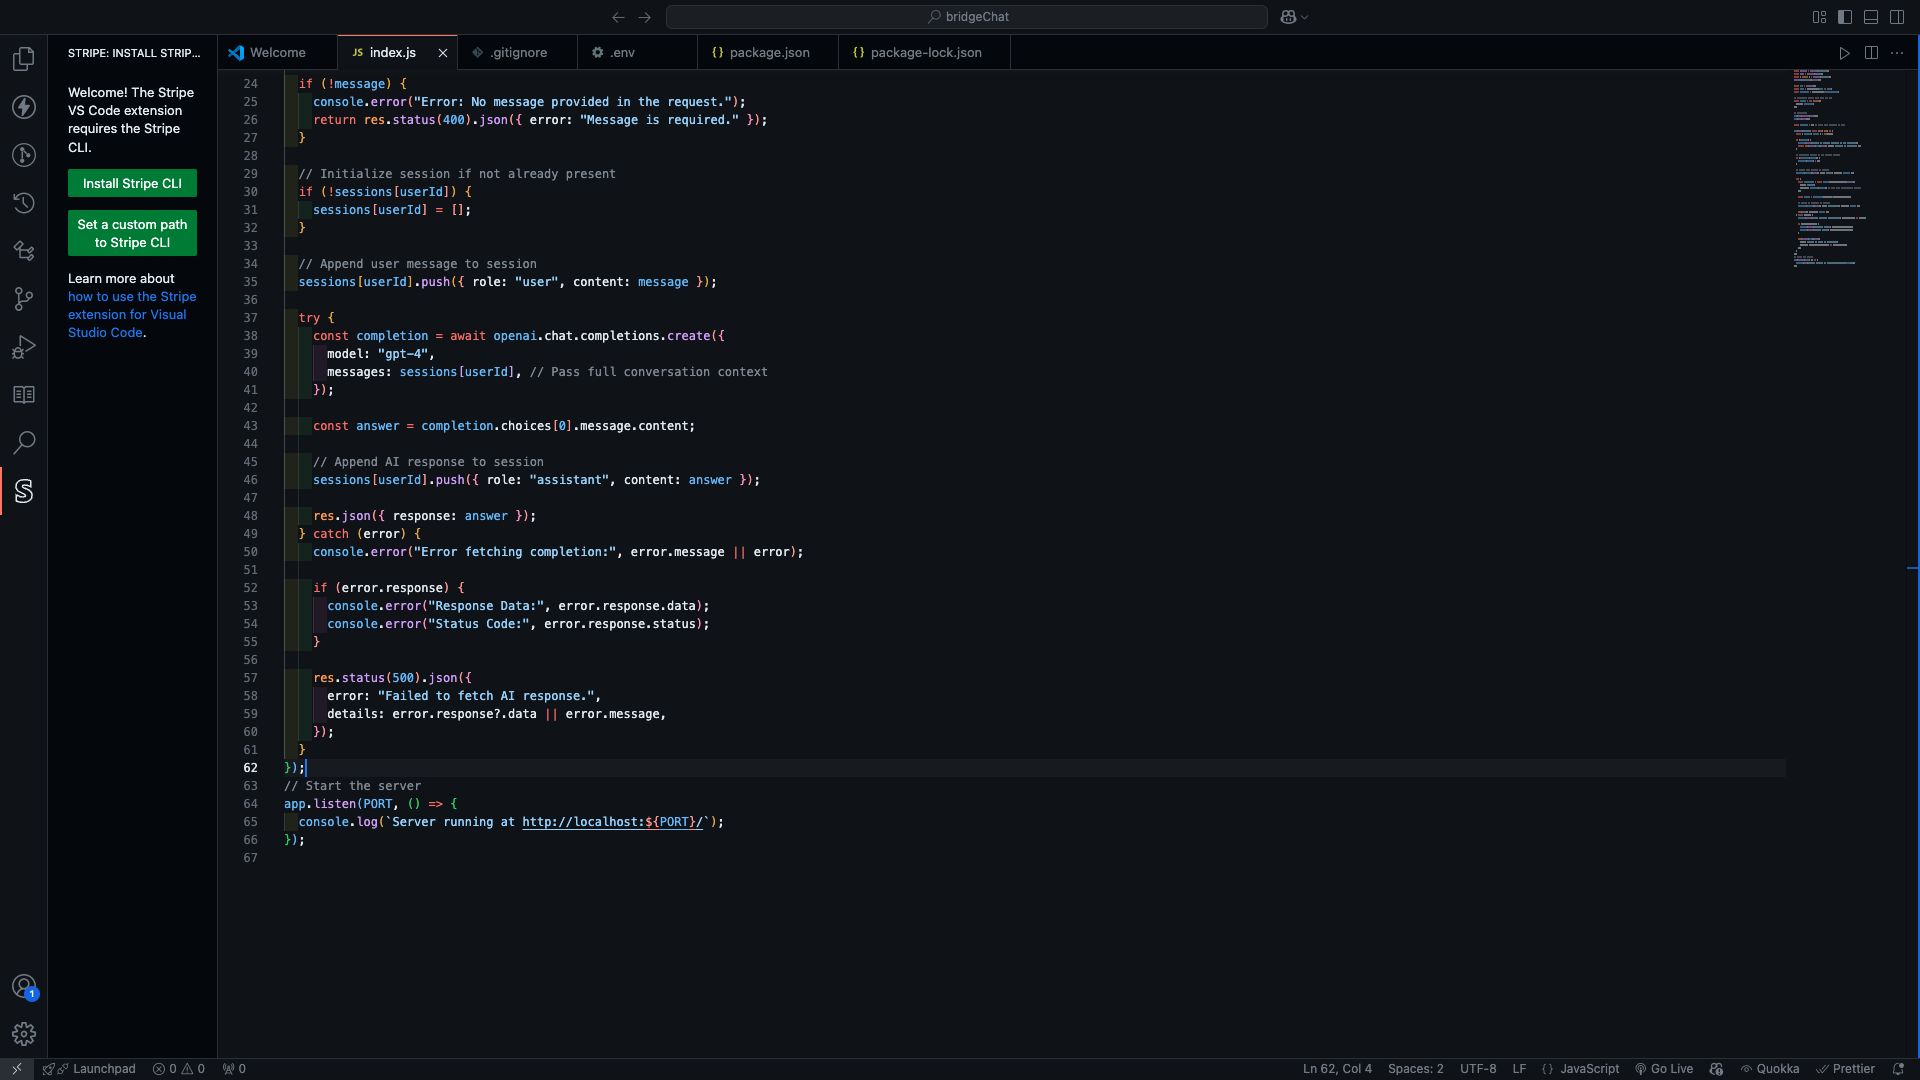 bridgeChat
STRIPE: INSTALL STRIP...
Welcome
JS index.js
.gitignore
.env
{} package.json
{} package-lock.json
Welcome! The Stripe
VS Code extension
requires the Stripe
CLI.
Install Stripe CLI
Set a custom path
to Stripe CLI
Learn more about
how to use the Stripe
extension for Visual
Studio Code.
24 if (!message) {
25 console.error("Error: No message provided in the request.");
26 return res.status(400).json({ error: "Message is required." });
27 }
28
29 // Initialize session if not already present
30 if (!sessions[userId]) {
31 sessions[userId] = [];
32 }
33
34 // Append user message to session
35 sessions[userId].push({ role: "user", content: message });
36
37 try {
38 const completion = await openai.chat.completions.create({
39 model: "gpt-4",
40 messages: sessions[userId], // Pass full conversation context
41 });
42
43 const answer = completion.choices[0].message.content;
44
45 // Append AI response to session
46 sessions[userId].push({ role: "assistant", content: answer });
47
48 res.json({ response: answer });
49 } catch (error) {
50 console.error("Error fetching completion:", error.message || error);
51
52 if (error.response) {
53 console.error("Response Data:", error.response.data);
54 console.error("Status Code:", error.response.status);
55 }
56
57 res.status(500).json({
58 error: "Failed to fetch AI response.",
59 details: error.response?.data || error.message,
60 });
61 }
62 });
63 // Start the server
64 app.listen(PORT, () => {
65 console.log(`Server running at http://localhost:${PORT}/`);
66 });
67
S
1
Launchpad
0
0
0
Ln 62, Col 4
Spaces: 2
UTF-8
LF
{} JavaScript
Go Live
Quokka
Prettier